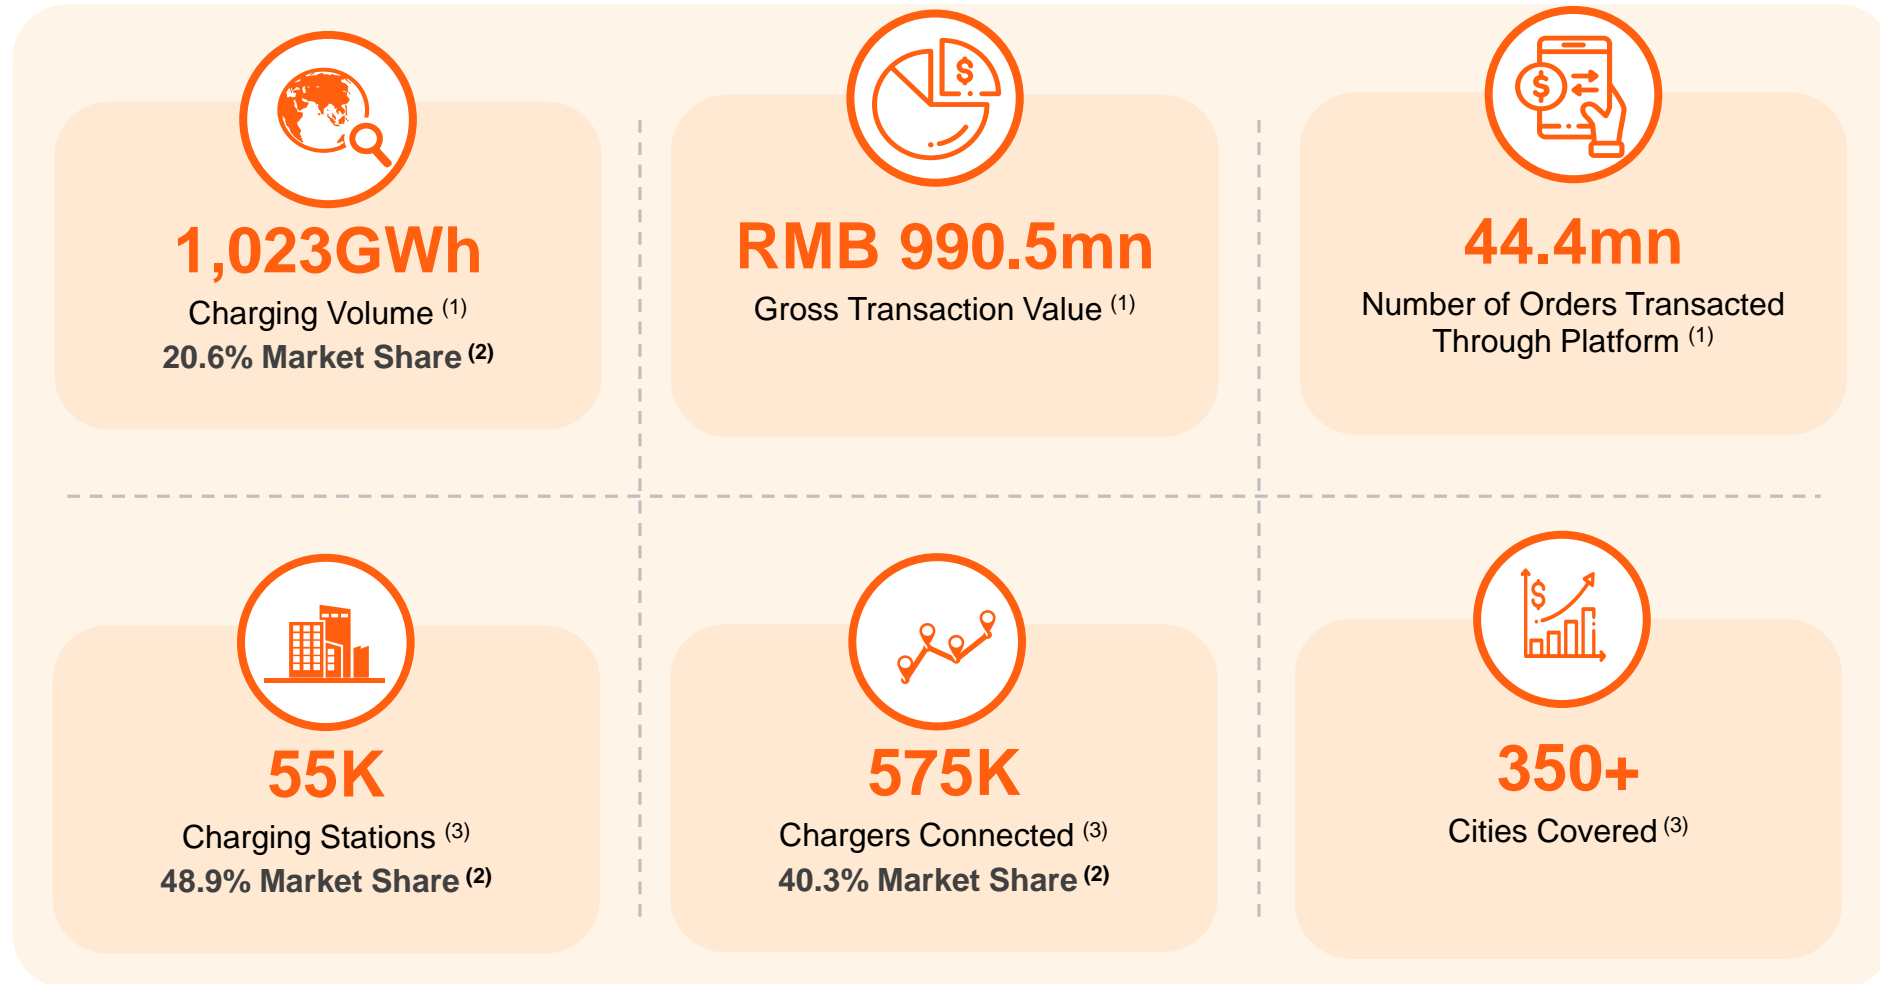 1,023GWh
Charging Volume (1)
20.6% Market Share (2)
RMB 990.5mn
Gross Transaction Value (1)
44.4mn
Number of Orders Transacted
Through Platform (1)
55K
Charging Stations (3)
48.9% Market Share (2)
575K
Chargers Connected (3)
40.3% Market Share (2)
350+
Cities Covered (3)